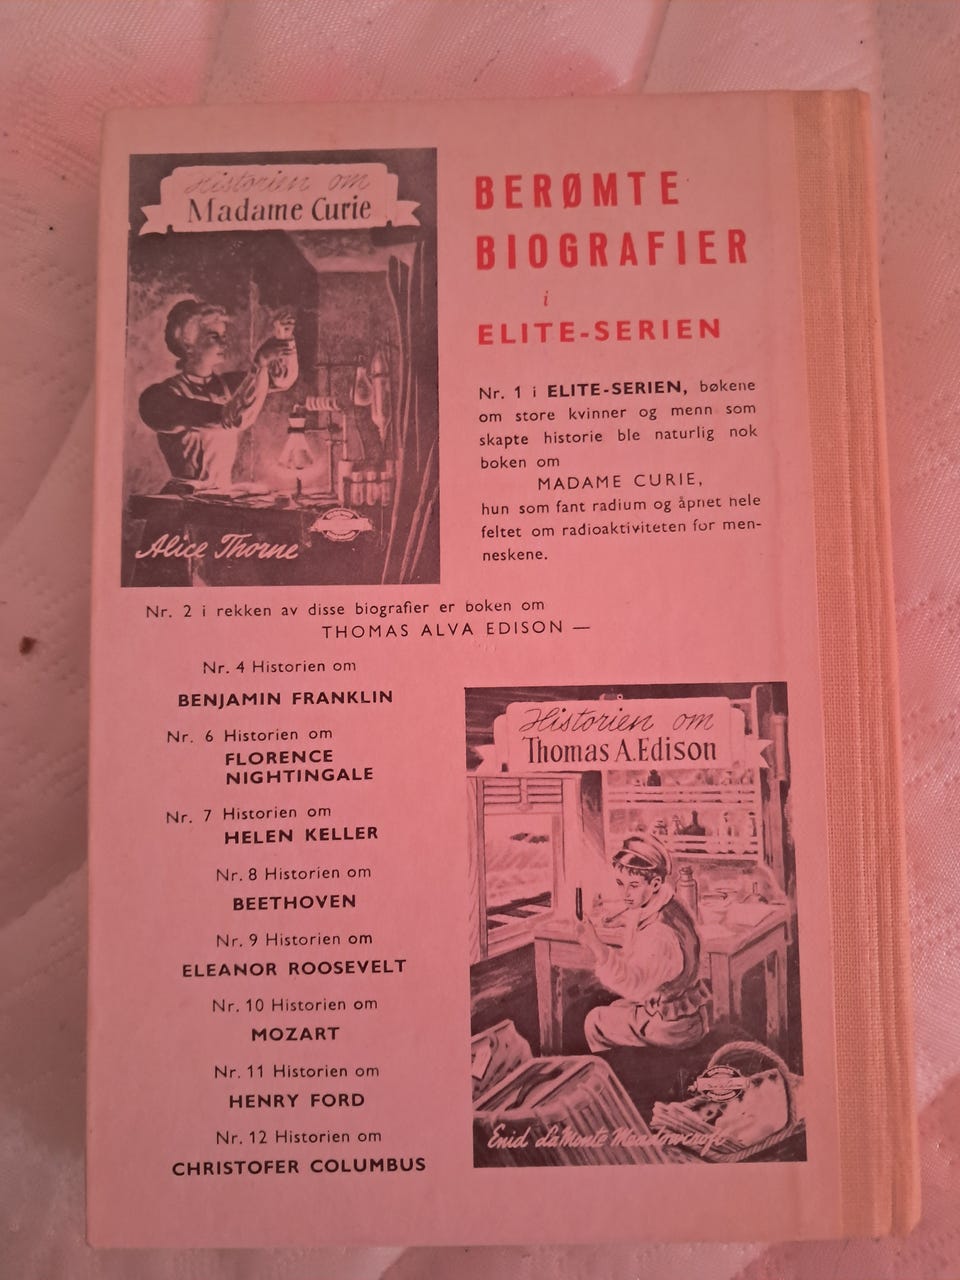 Historien om
Madame Curie
Alice Thorne
BERØMTE
BIOGRAFIER
i
ELITE-SERIEN
Nr. 1 i ELITE-SERIEN, bøkene
om store kvinner og menn som
skapte historie ble naturlig nok
boken om
MADAME CURIE,
hun som fant radium og åpnet hele
feltet om radioaktiviteten for men-
neskene.
Nr. 2 i rekken av disse biografier er boken om
THOMAS ALVA EDISON —
Nr. 4 Historien om
BENJAMIN FRANKLIN
Nr. 6 Historien om
FLORENCE
NIGHTINGALE
Nr. 7 Historien om
HELEN KELLER
Nr. 8 Historien om
BEETHOVEN
Nr. 9 Historien om
ELEANOR ROOSEVELT
Nr. 10 Historien om
MOZART
Nr. 11 Historien om
HENRY FORD
Nr. 12 Historien om
CHRISTOFER COLUMBUS
Historien om
Thomas A. Edison
Enid LaMonte Meadowcroft